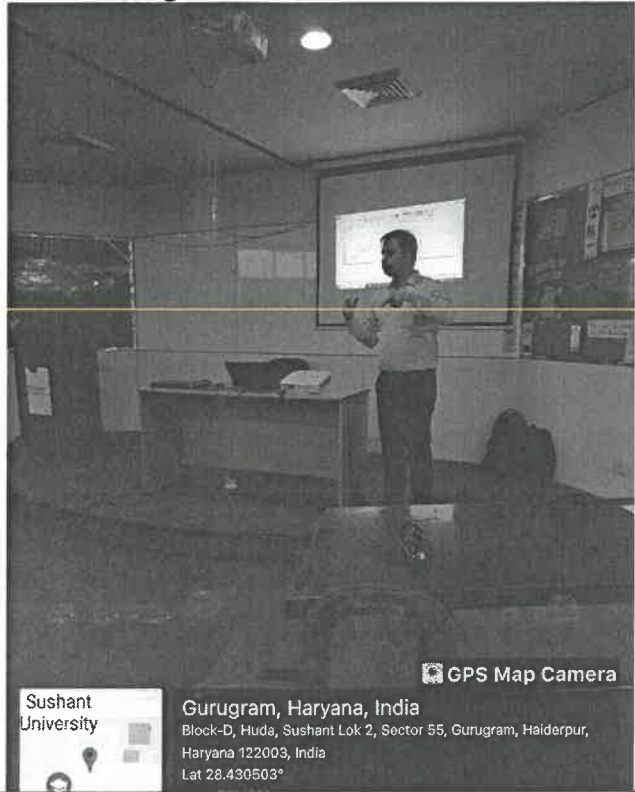 GPS Map Camera
Sushant
University
Gurugram, Haryana, India
Block-D, Huda, Sushant Lok 2, Sector 55, Gurugram, Haiderpur,
Haryana 122003, India
Lat 28.430503°